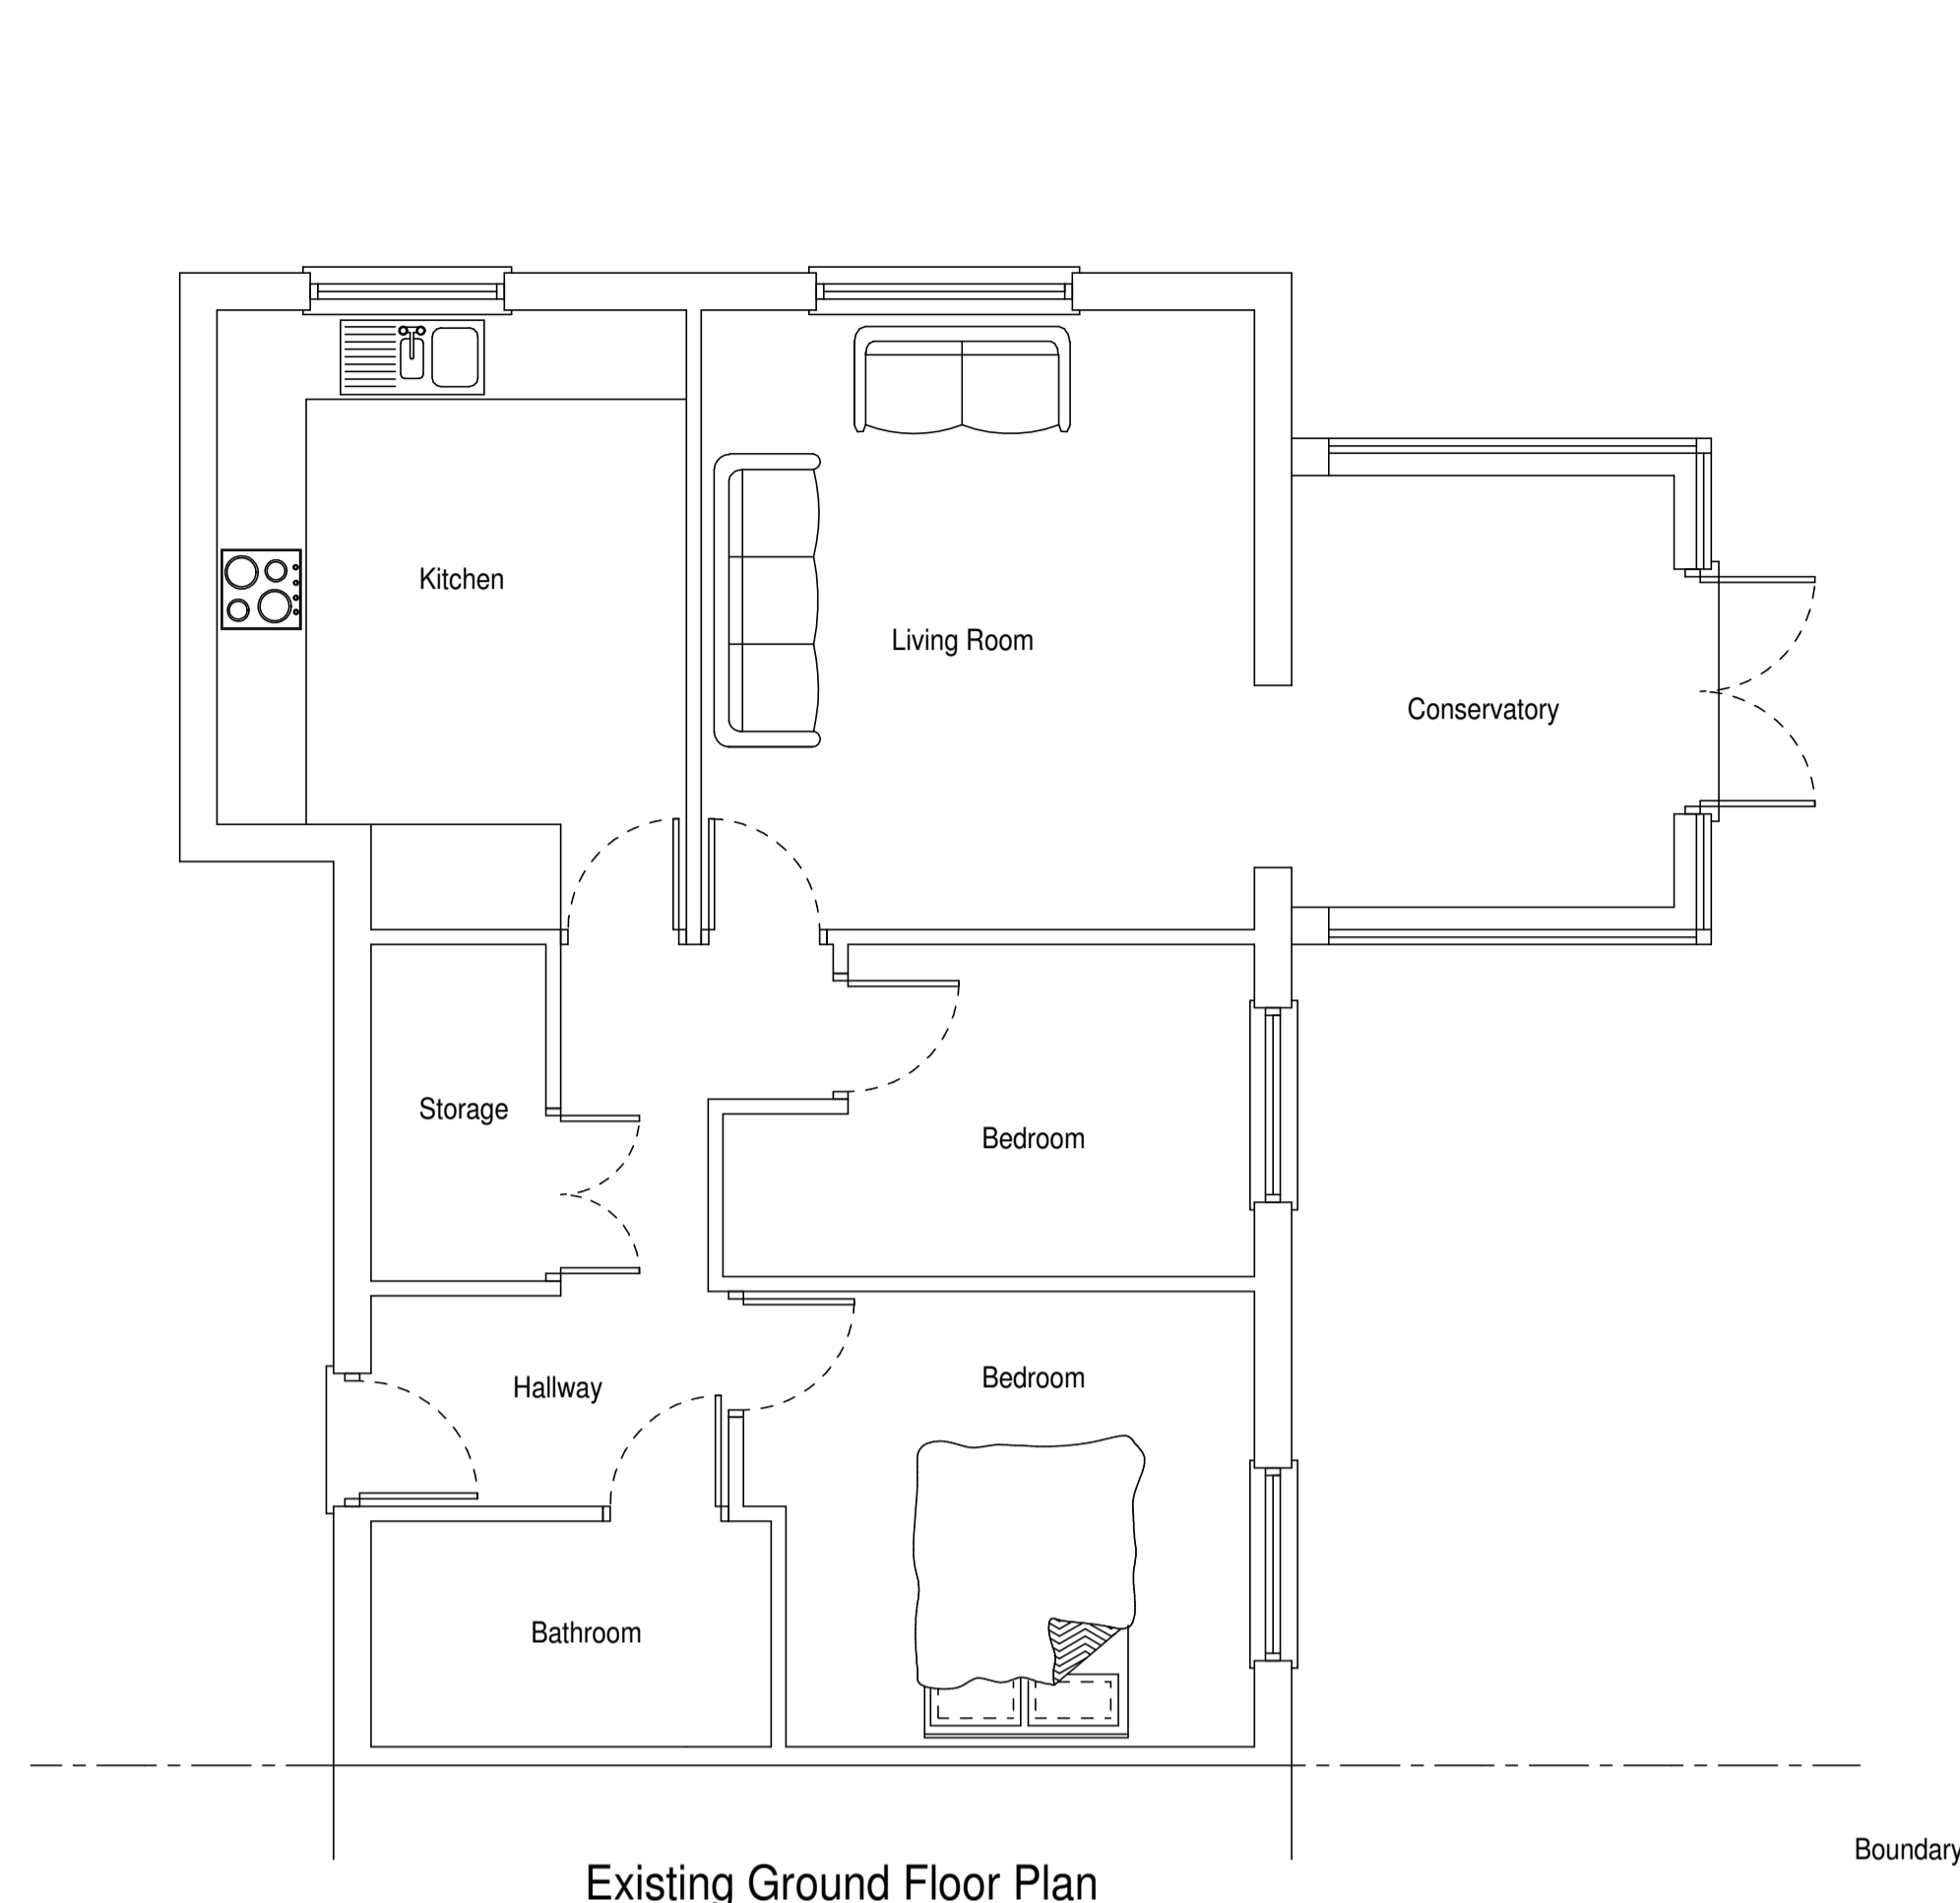 Kitchen
Living Room
Conservatory
Storage
Bedroom
Hallway
Bedroom
Bathroom
Boundary
Existing Ground Floor Plan